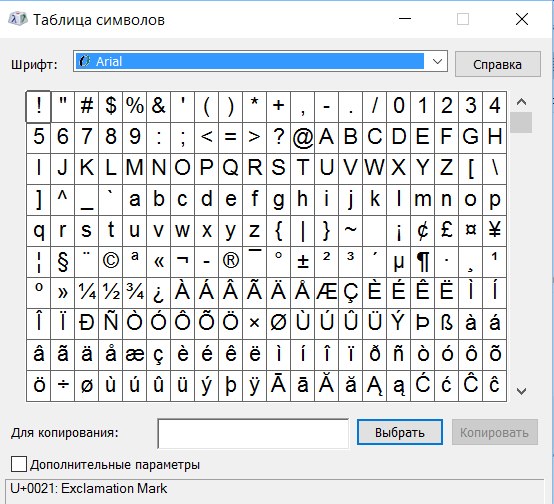 Таблица символов
Шрифт: Arial Справка
! " # $ % & ' ( ) * + , - . / 0 1 2 3 4
5 6 7 8 9 : ; < = > ? @ A B C D E F G H
I J K L M N O P Q R S T U V W X Y Z [ \
] ^ _ ` a b c d e f g h i j k l m n o p
q r s t u v w x y z { | } ~ ¡ ¢ £ ¤ ¥
¦ § ¨ © ª « ¬ - ® ¯ ° ± ² ³ ´ µ ¶ · ¸ ¹
º » ¼ ½ ¾ ¿ À Á Â Ã Ä Å Æ Ç È É Ê Ë Ì Í
Î Ï Ð Ñ Ò Ó Ô Õ Ö × Ø Ù Ú Û Ü Ý Þ ß à á
â ã ä å æ ç è é ê ë ì í î ï ð ñ ò ó ô õ
ö ÷ ø ù ú û ü ý þ ÿ Ā ā Ă ă Ą ą Ć ć Ĉ ĉ
Для копирования: Выбрать Копировать
Дополнительные параметры
U+0021: Exclamation Mark